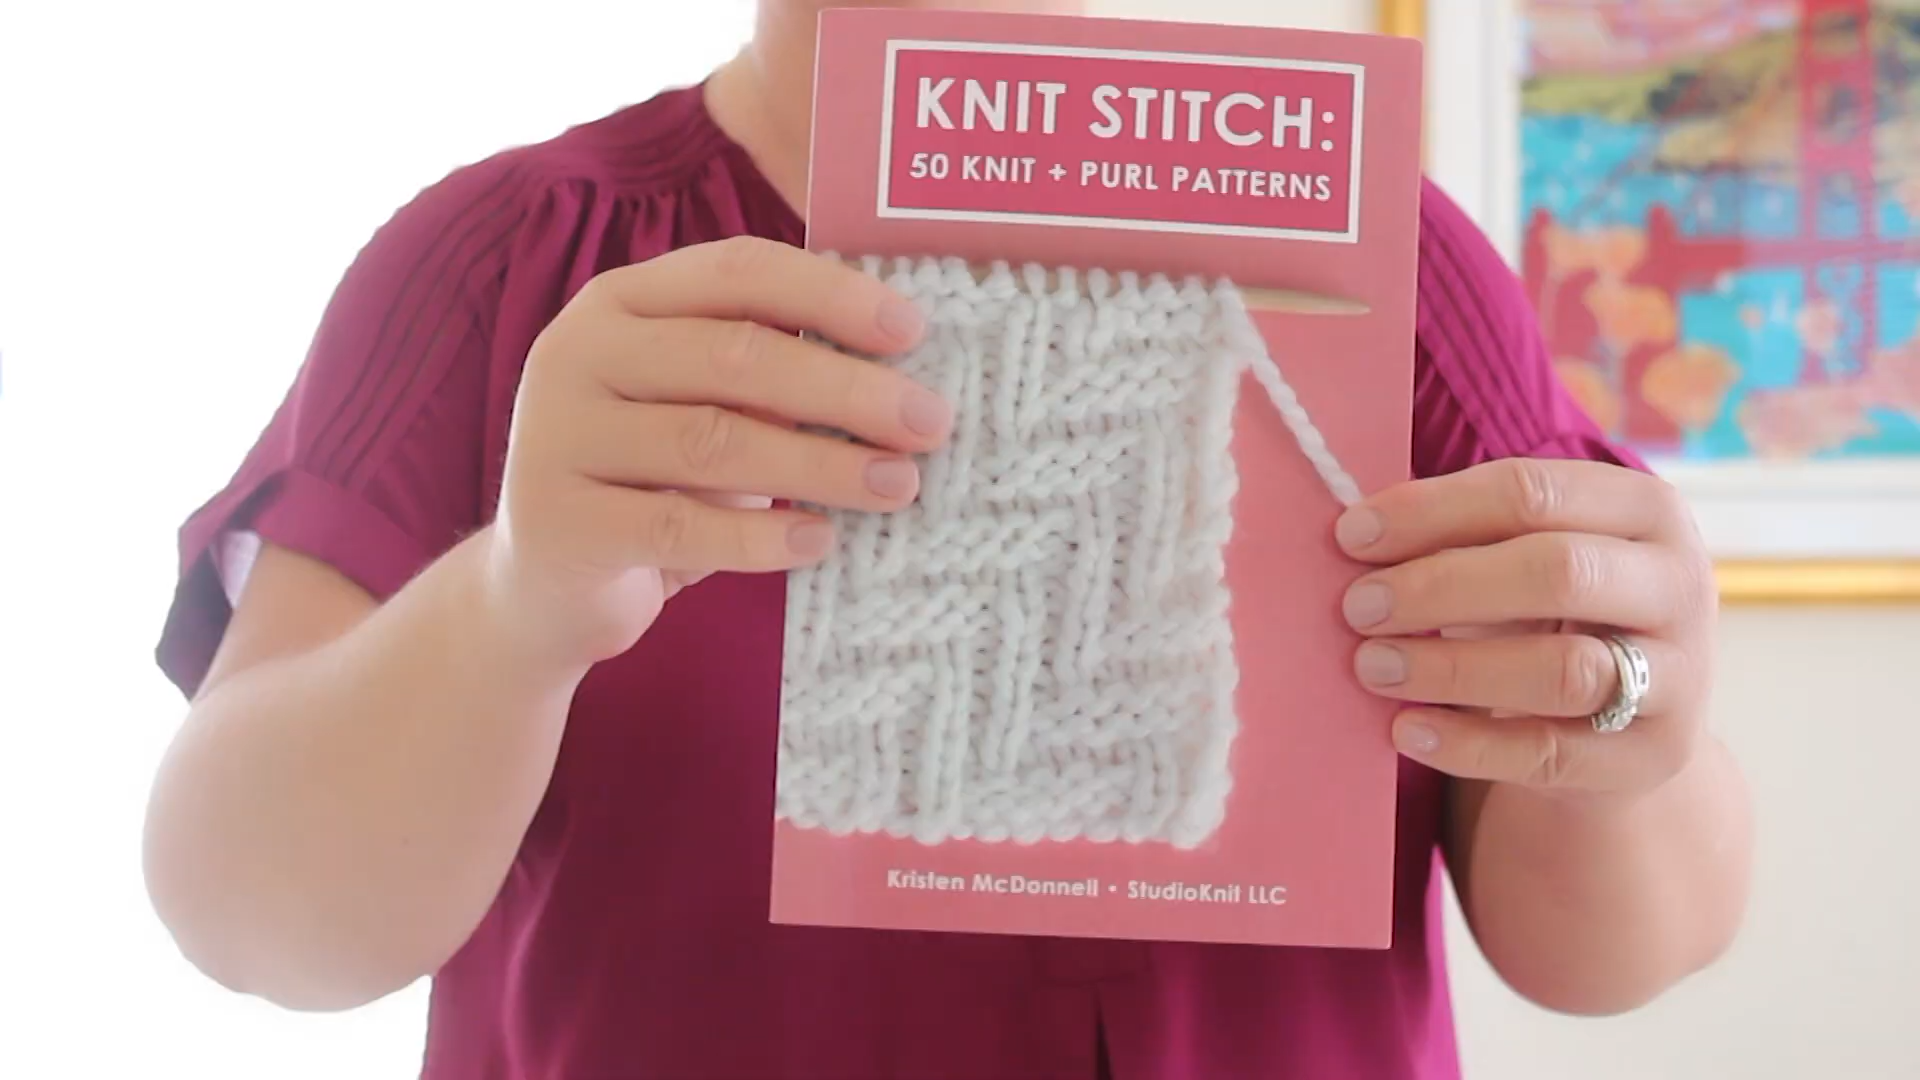 KNIT STITCH:
50 KNIT + PURL PATTERNS
Kristen McDonnell • StudioKnit LLC